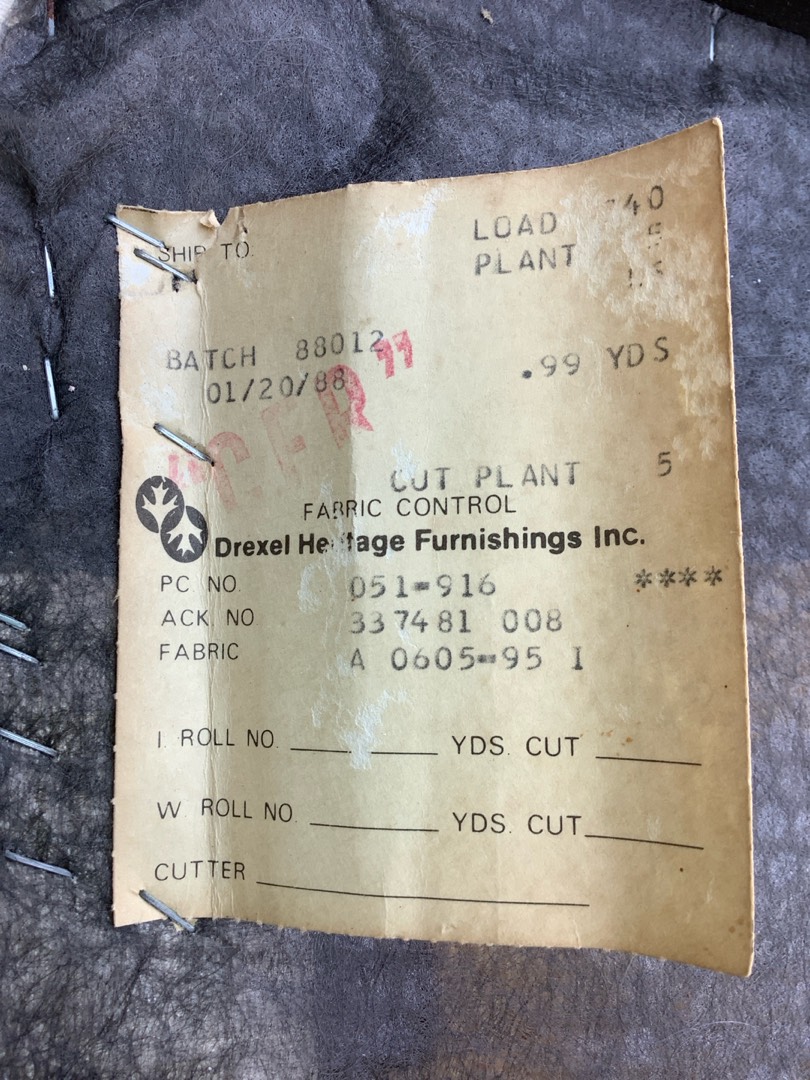 SHIP TO.
LOAD 40
PLANT
BATCH 88012
.99 YDS
01/20/88
"CFR"
CUT PLANT 5
FABRIC CONTROL
Drexel Heritage Furnishings Inc.
PC NO. 051-916 ****
ACK. NO 337481 008
FABRIC A 0605-95 I
I. ROLL NO. YDS. CUT
W. ROLL NO. YDS. CUT
CUTTER